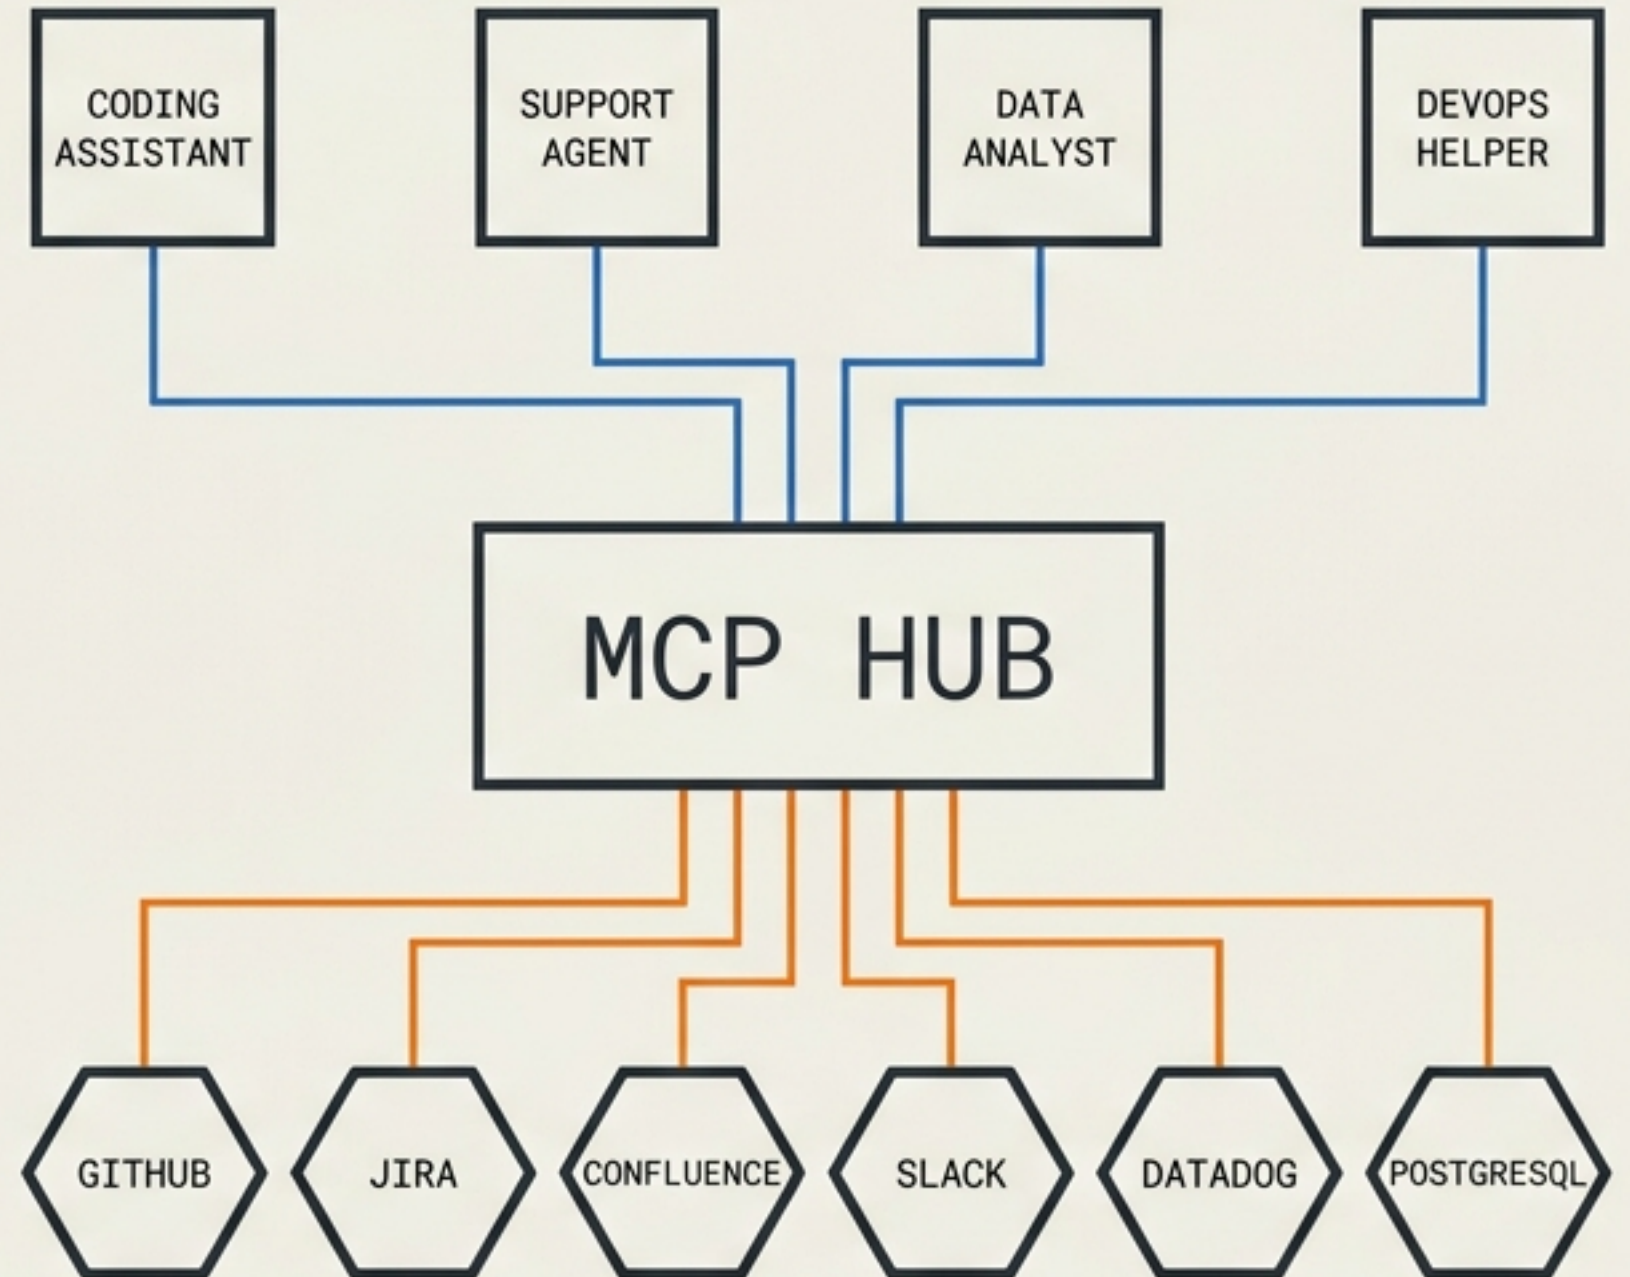 CODING
ASSISTANT
SUPPORT
AGENT
DATA
ANALYST
DEVOPS
HELPER
MCP HUB
GITHUB
JIRA
CONFLUENCE
SLACK
DATADOG
POSTGRESQL